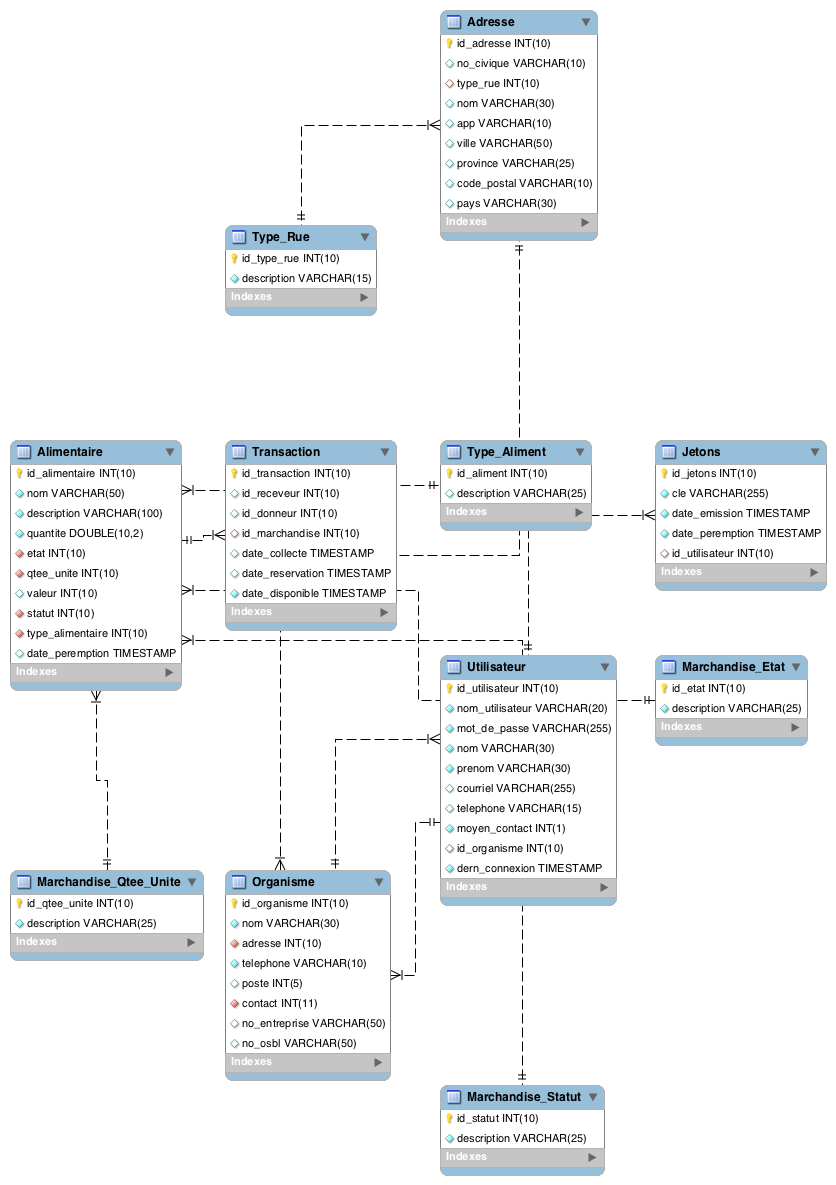 Adresse
id_adresse INT(10)
no_civique VARCHAR(10)
type_rue INT(10)
nom VARCHAR(30)
app VARCHAR(10)
ville VARCHAR(50)
province VARCHAR(25)
code_postal VARCHAR(10)
pays VARCHAR(30)
Indexes
Type_Rue
id_type_rue INT(10)
description VARCHAR(15)
Indexes
Alimentaire
id_alimentaire INT(10)
nom VARCHAR(50)
description VARCHAR(100)
quantite DOUBLE(10,2)
etat INT(10)
qtee_unite INT(10)
valeur INT(10)
statut INT(10)
type_alimentaire INT(10)
date_peremption TIMESTAMP
Indexes
Transaction
id_transaction INT(10)
id_receveur INT(10)
id_donneur INT(10)
id_marchandise INT(10)
date_collecte TIMESTAMP
date_reservation TIMESTAMP
date_disponible TIMESTAMP
Indexes
Type_Aliment
id_aliment INT(10)
description VARCHAR(25)
Indexes
Jetons
id_jetons INT(10)
cle VARCHAR(255)
date_emission TIMESTAMP
date_peremption TIMESTAMP
id_utilisateur INT(10)
Indexes
Utilisateur
id_utilisateur INT(10)
nom_utilisateur VARCHAR(20)
mot_de_passe VARCHAR(255)
nom VARCHAR(30)
prenom VARCHAR(30)
courriel VARCHAR(255)
telephone VARCHAR(15)
moyen_contact INT(1)
id_organisme INT(10)
dern_connexion TIMESTAMP
Indexes
Marchandise_Etat
id_etat INT(10)
description VARCHAR(25)
Indexes
Marchandise_Qtee_Unite
id_qtee_unite INT(10)
description VARCHAR(25)
Indexes
Organisme
id_organisme INT(10)
nom VARCHAR(30)
adresse INT(10)
telephone VARCHAR(10)
poste INT(5)
contact INT(11)
no_entreprise VARCHAR(50)
no_osbl VARCHAR(50)
Indexes
Marchandise_Statut
id_statut INT(10)
description VARCHAR(25)
Indexes